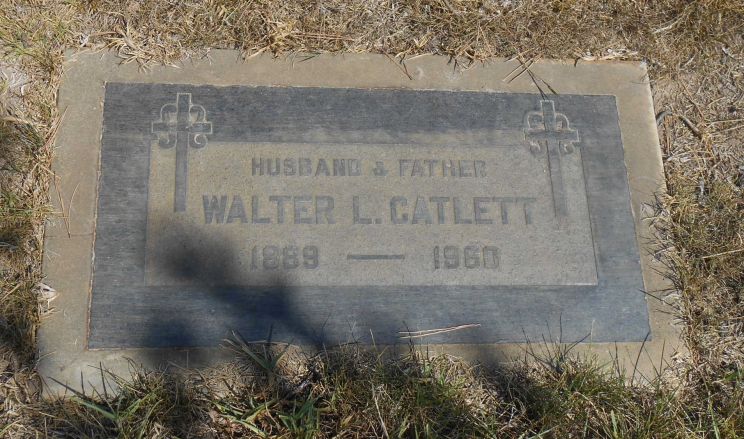 HUSBAND & FATHER
WALTER L. CATLETT
1889 — 1960